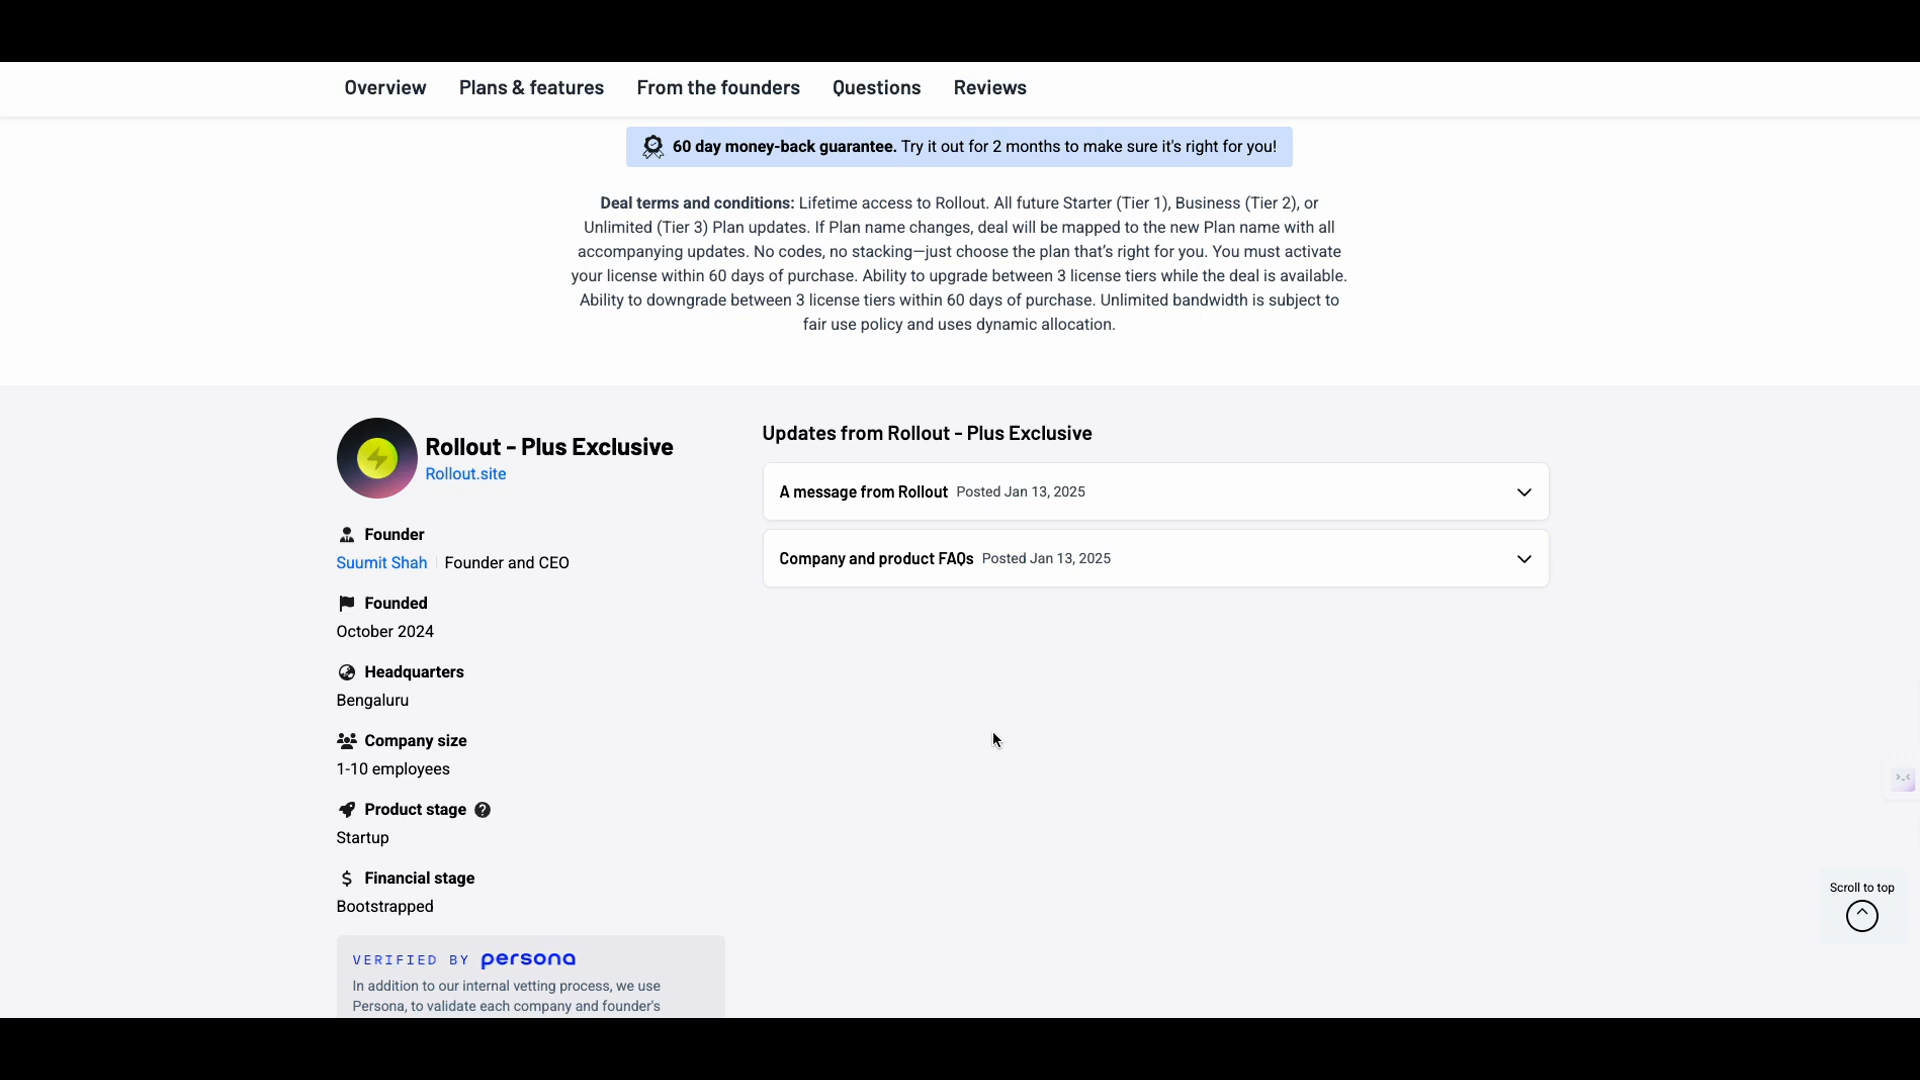 Overview Plans & features From the founders Questions Reviews
60 day money-back guarantee. Try it out for 2 months to make sure it's right for you!
Deal terms and conditions: Lifetime access to Rollout. All future Starter (Tier 1), Business (Tier 2), or
Unlimited (Tier 3) Plan updates. If Plan name changes, deal will be mapped to the new Plan name with all
accompanying updates. No codes, no stacking—just choose the plan that’s right for you. You must activate
your license within 60 days of purchase. Ability to upgrade between 3 license tiers while the deal is available.
Ability to downgrade between 3 license tiers within 60 days of purchase. Unlimited bandwidth is subject to
fair use policy and uses dynamic allocation.
Rollout - Plus Exclusive
Rollout.site
Founder
Suumit Shah Founder and CEO
Founded
October 2024
Headquarters
Bengaluru
Company size
1-10 employees
Product stage
Startup
Financial stage
Bootstrapped
VERIFIED BY persona
In addition to our internal vetting process, we use
Persona, to validate each company and founder's
Updates from Rollout - Plus Exclusive
A message from Rollout Posted Jan 13, 2025
Company and product FAQs Posted Jan 13, 2025
Scroll to top